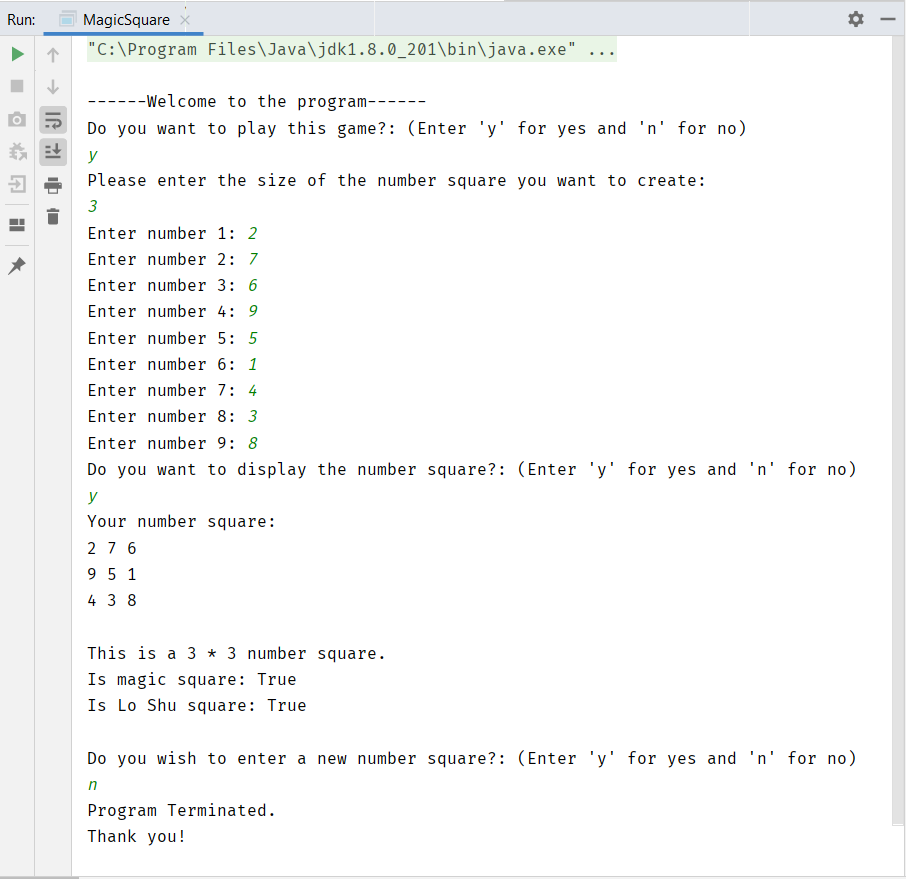 Run: MagicSquare
"C:\Program Files\Java\jdk1.8.0_201\bin\java.exe" ...
------Welcome to the program------
Do you want to play this game?: (Enter 'y' for yes and 'n' for no)
y
Please enter the size of the number square you want to create:
3
Enter number 1: 2
Enter number 2: 7
Enter number 3: 6
Enter number 4: 9
Enter number 5: 5
Enter number 6: 1
Enter number 7: 4
Enter number 8: 3
Enter number 9: 8
Do you want to display the number square?: (Enter 'y' for yes and 'n' for no)
y
Your number square:
2 7 6
9 5 1
4 3 8
This is a 3 * 3 number square.
Is magic square: True
Is Lo Shu square: True
Do you wish to enter a new number square?: (Enter 'y' for yes and 'n' for no)
n
Program Terminated.
Thank you!